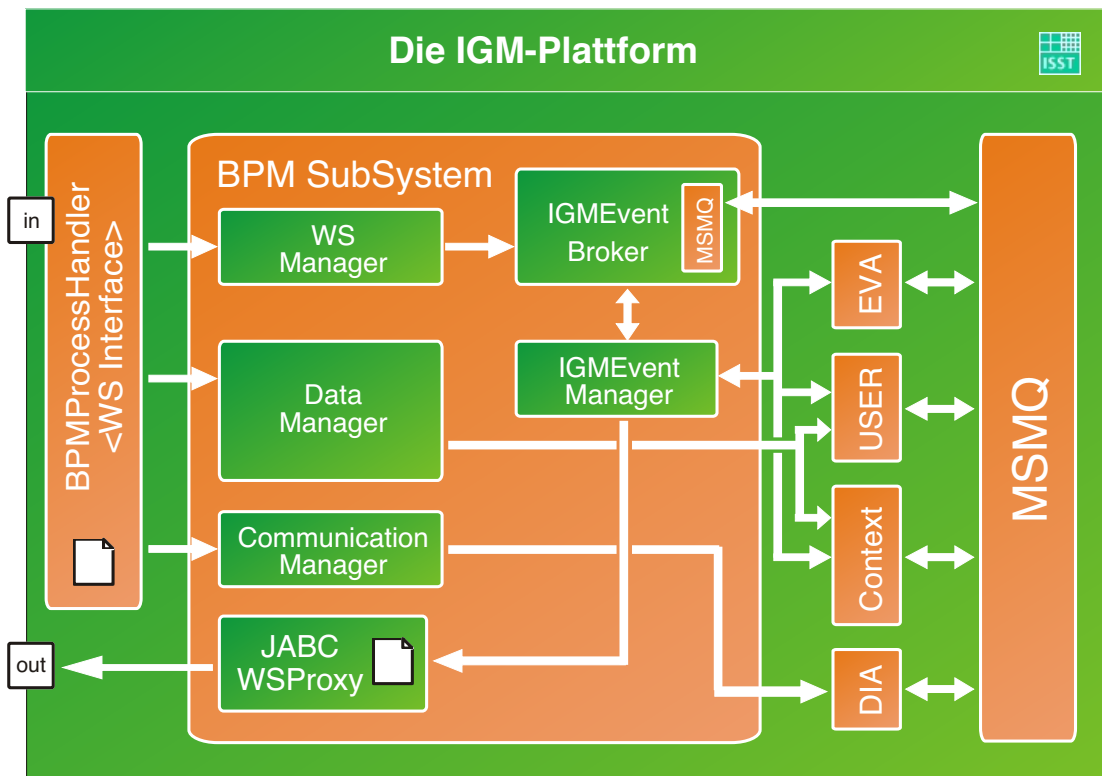 Die IGM-Plattform
ISST
in
BPMProcessHandler
<WS Interface>
out
BPM SubSystem
WS
Manager
IGMEvent
Broker
MSMQ
Data
Manager
IGMEvent
Manager
Communication
Manager
JABC
WSProxy
EVA
USER
Context
DIA
MSMQ